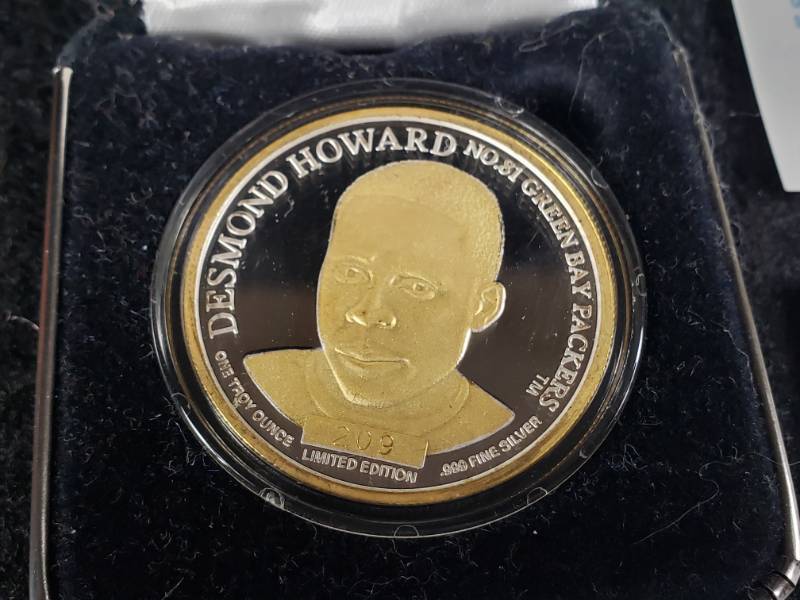 DESMOND HOWARD NO.81 GREEN BAY PACKERS
TM
ONE TROY OUNCE
209
LIMITED EDITION
.999 FINE SILVER